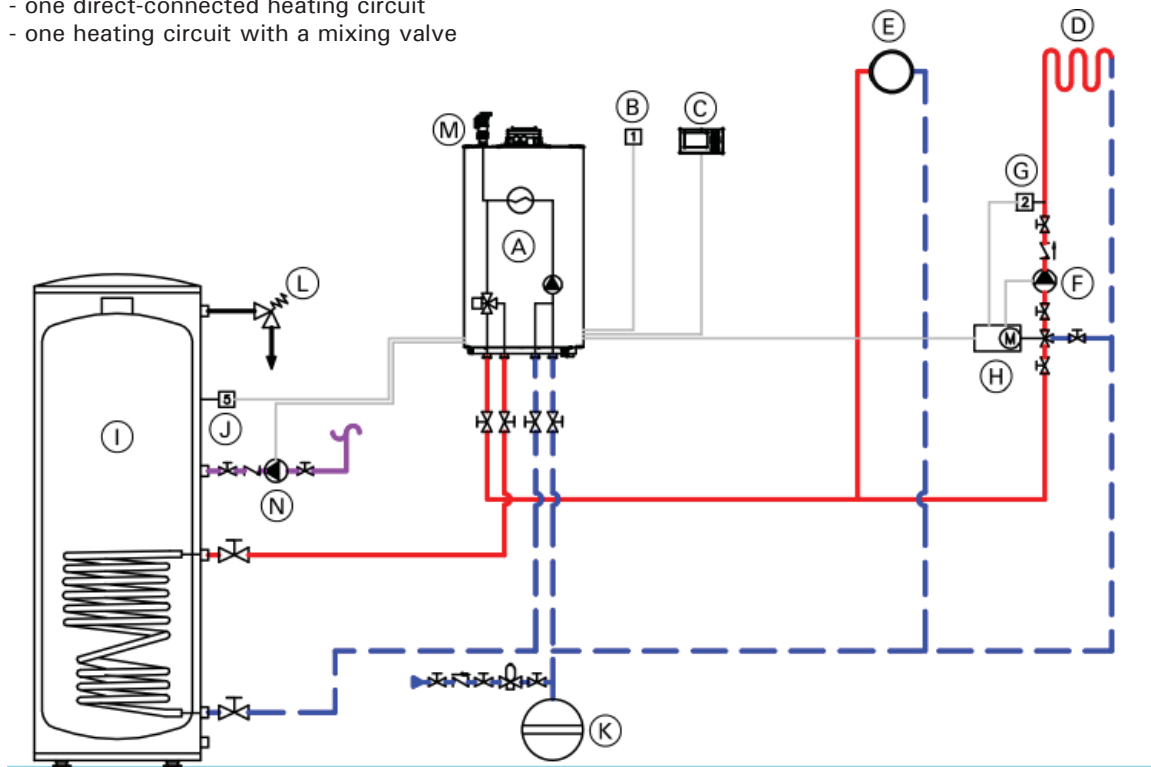 - one direct-connected heating circuit
- one heating circuit with a mixing valve
E
D
M
B
C
1
G
2
A
L
F
M
H
5
I
J
N
K